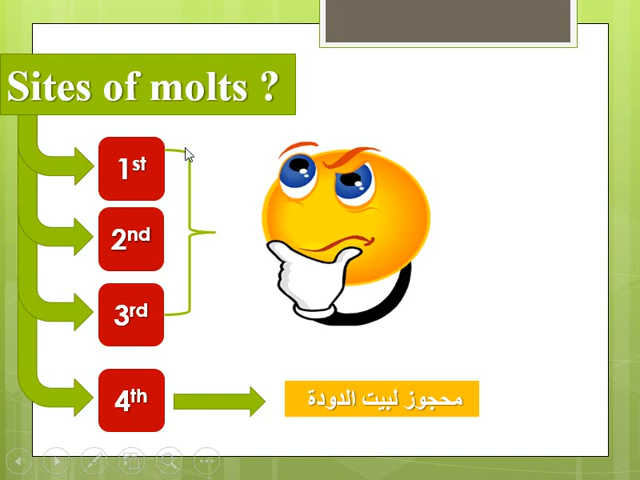 Sites of molts ?
1st
2nd
3rd
4th
محجوز لبيت الدودة